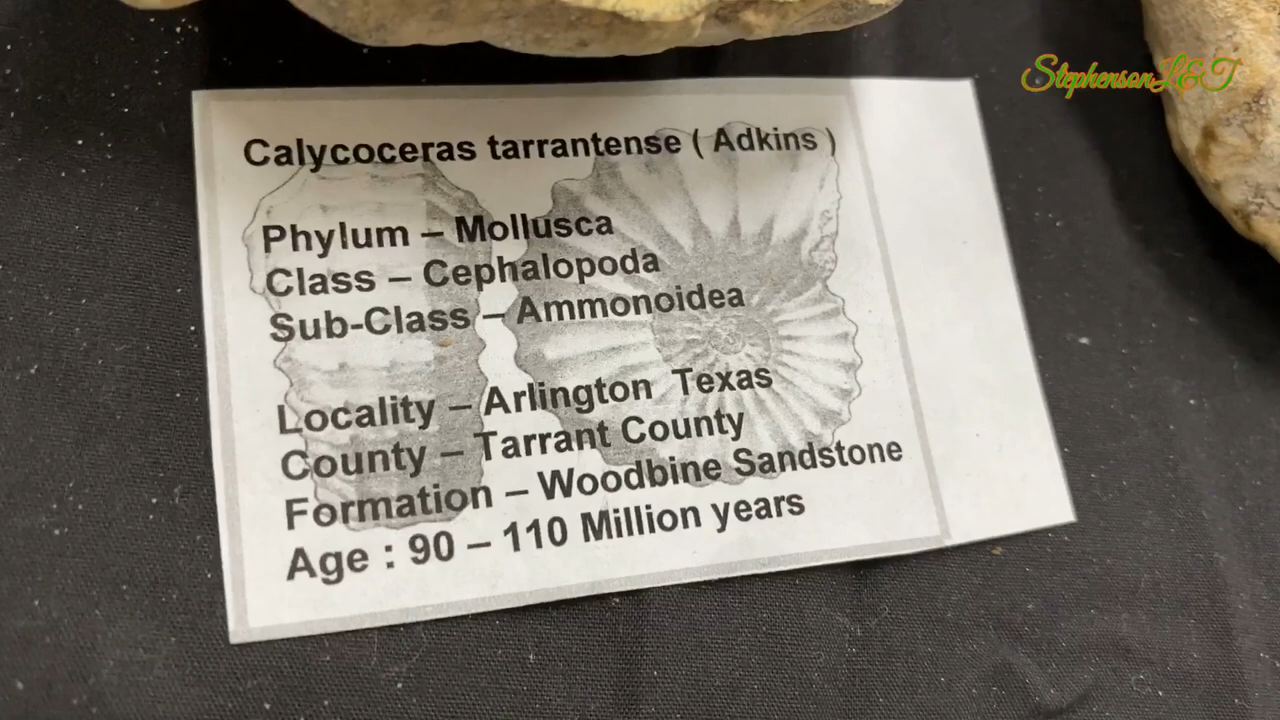 StephensonL&T
Calycoceras tarrantense ( Adkins )
Phylum – Mollusca
Class – Cephalopoda
Sub-Class – Ammonoidea
Locality – Arlington Texas
County – Tarrant County
Formation – Woodbine Sandstone
Age : 90 – 110 Million years